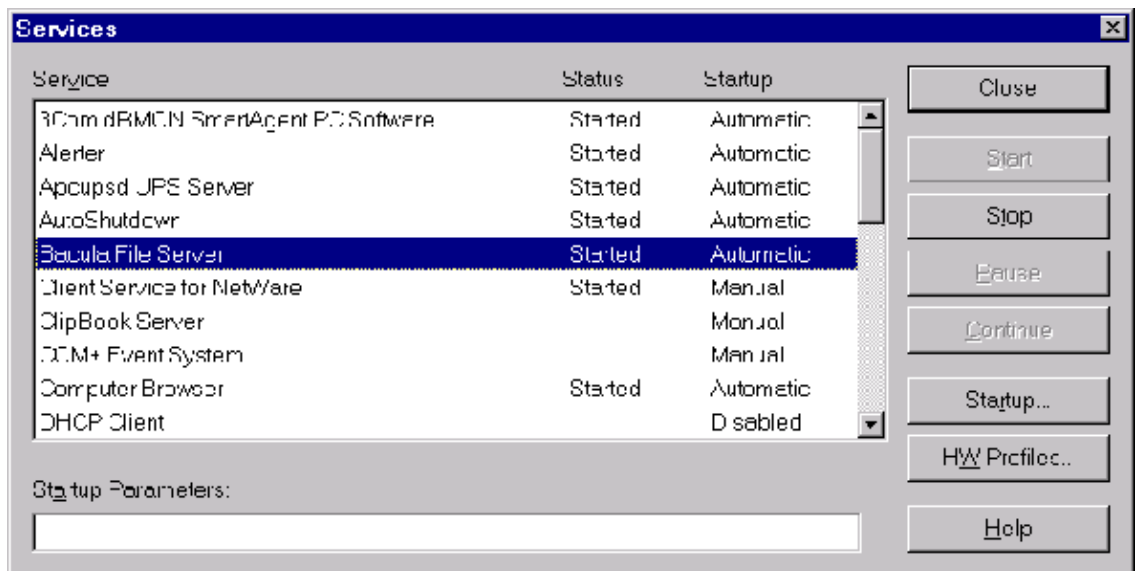 Services
Service Status Startup
3Com dRMON SmartAgent PC Software Started Automatic
Alerter Started Automatic
Apcupsd UPS Server Started Automatic
AutoShutdown Started Automatic
Bacula File Server Started Automatic
Client Service for NetWare Started Manual
ClipBook Server Manual
COM+ Event System Manual
Computer Browser Started Automatic
DHCP Client Disabled
Startup Parameters:
Close
Start
Stop
Pause
Continue
Startup...
HW Profiles...
Help